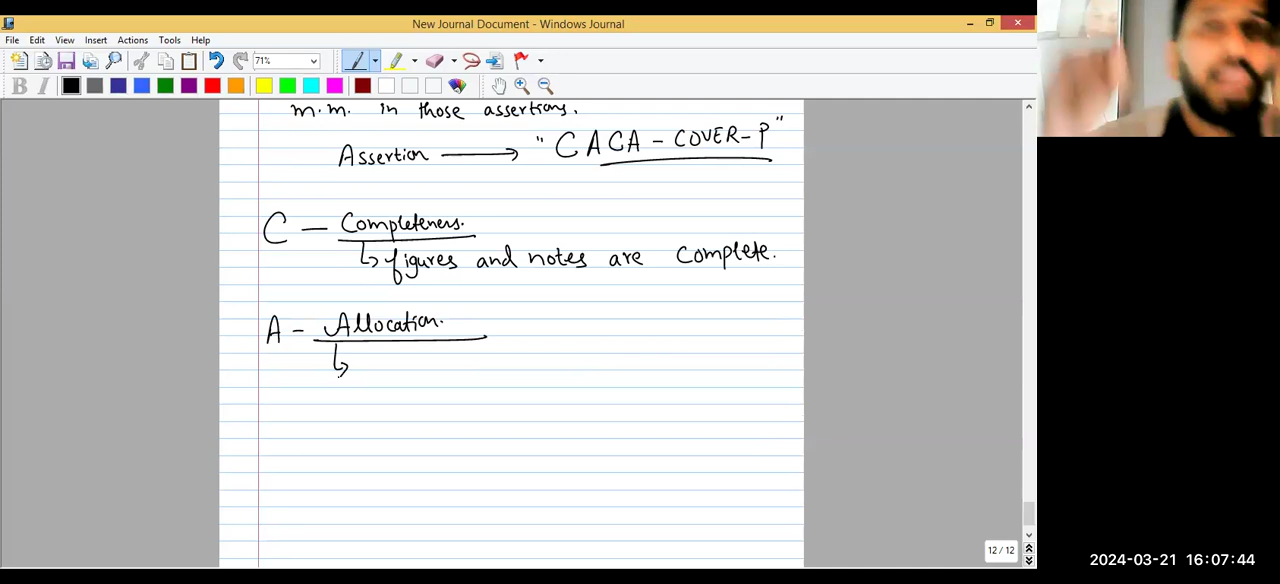 New Journal Document - Windows Journal
File Edit View Insert Actions Tools Help
71%
B I
m.m. in those assertions.
Assertion → "CACA - COVER - P"
C — Completeness.
↳ figures and notes are complete.
A - Allocation.
↳
12 / 12
2024-03-21 16:07:44